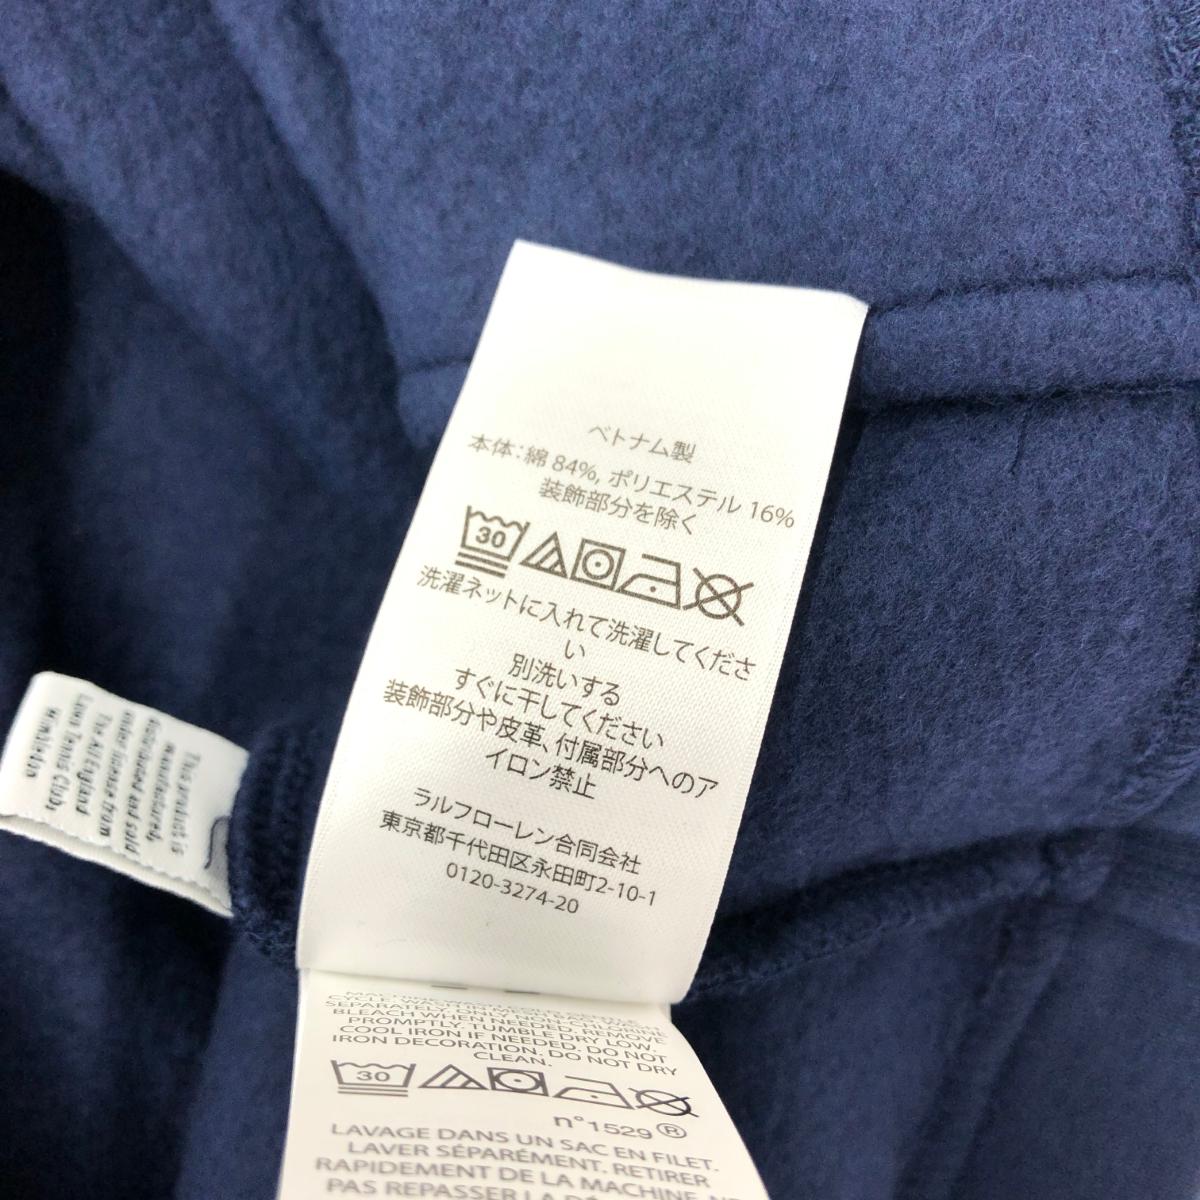 ベトナム製
本体：綿 84%, ポリエステル 16%
装飾部分を除く
30
洗濯ネットに入れて洗濯してくださ
い
別洗いする
すぐに干してください
装飾部分や皮革、付属部分へのア
イロン禁止
ラルフローレン合同会社
東京都千代田区永田町2-10-1
0120-3274-20
This product is
manufactured,
distributed and sold
under license from
The All England
Lawn Tennis Club,
Wimbledon
SEPARATELY. ONLY NON-CHLORINE
BLEACH WHEN NEEDED. REMOVE
PROMPTLY. TUMBLE DRY LOW.
COOL IRON IF NEEDED. DO NOT
IRON DECORATION. DO NOT DRY
CLEAN.
30
n°1529®
LAVAGE DANS UN SAC EN FILET.
LAVER SÉPARÉMENT. RETIRER
RAPIDEMENT DE LA MACHINE.
PAS REPASSER LA